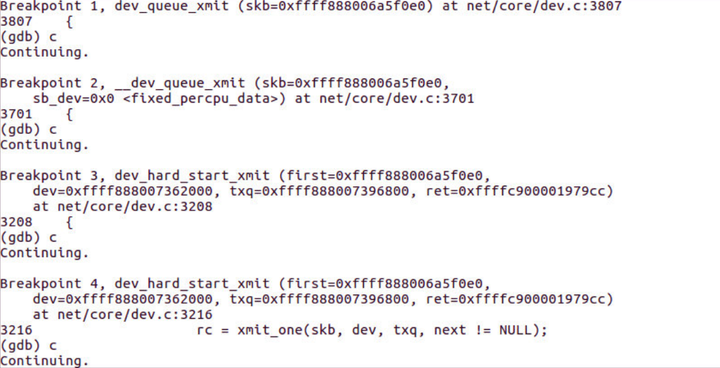 Breakpoint 1, dev_queue_xmit (skb=0xffff888006a5f0e0) at net/core/dev.c:3807
3807    {
(gdb) c
Continuing.

Breakpoint 2, __dev_queue_xmit (skb=0xffff888006a5f0e0,
    sb_dev=0x0 <fixed_percpu_data>) at net/core/dev.c:3701
3701    {
(gdb) c
Continuing.

Breakpoint 3, dev_hard_start_xmit (first=0xffff888006a5f0e0,
    dev=0xffff888007362000, txq=0xffff888007396800, ret=0xffffc900001979cc)
    at net/core/dev.c:3208
3208    {
(gdb) c
Continuing.

Breakpoint 4, dev_hard_start_xmit (first=0xffff888006a5f0e0,
    dev=0xffff888007362000, txq=0xffff888007396800, ret=0xffffc900001979cc)
    at net/core/dev.c:3216
3216                    rc = xmit_one(skb, dev, txq, next != NULL);
(gdb) c
Continuing.